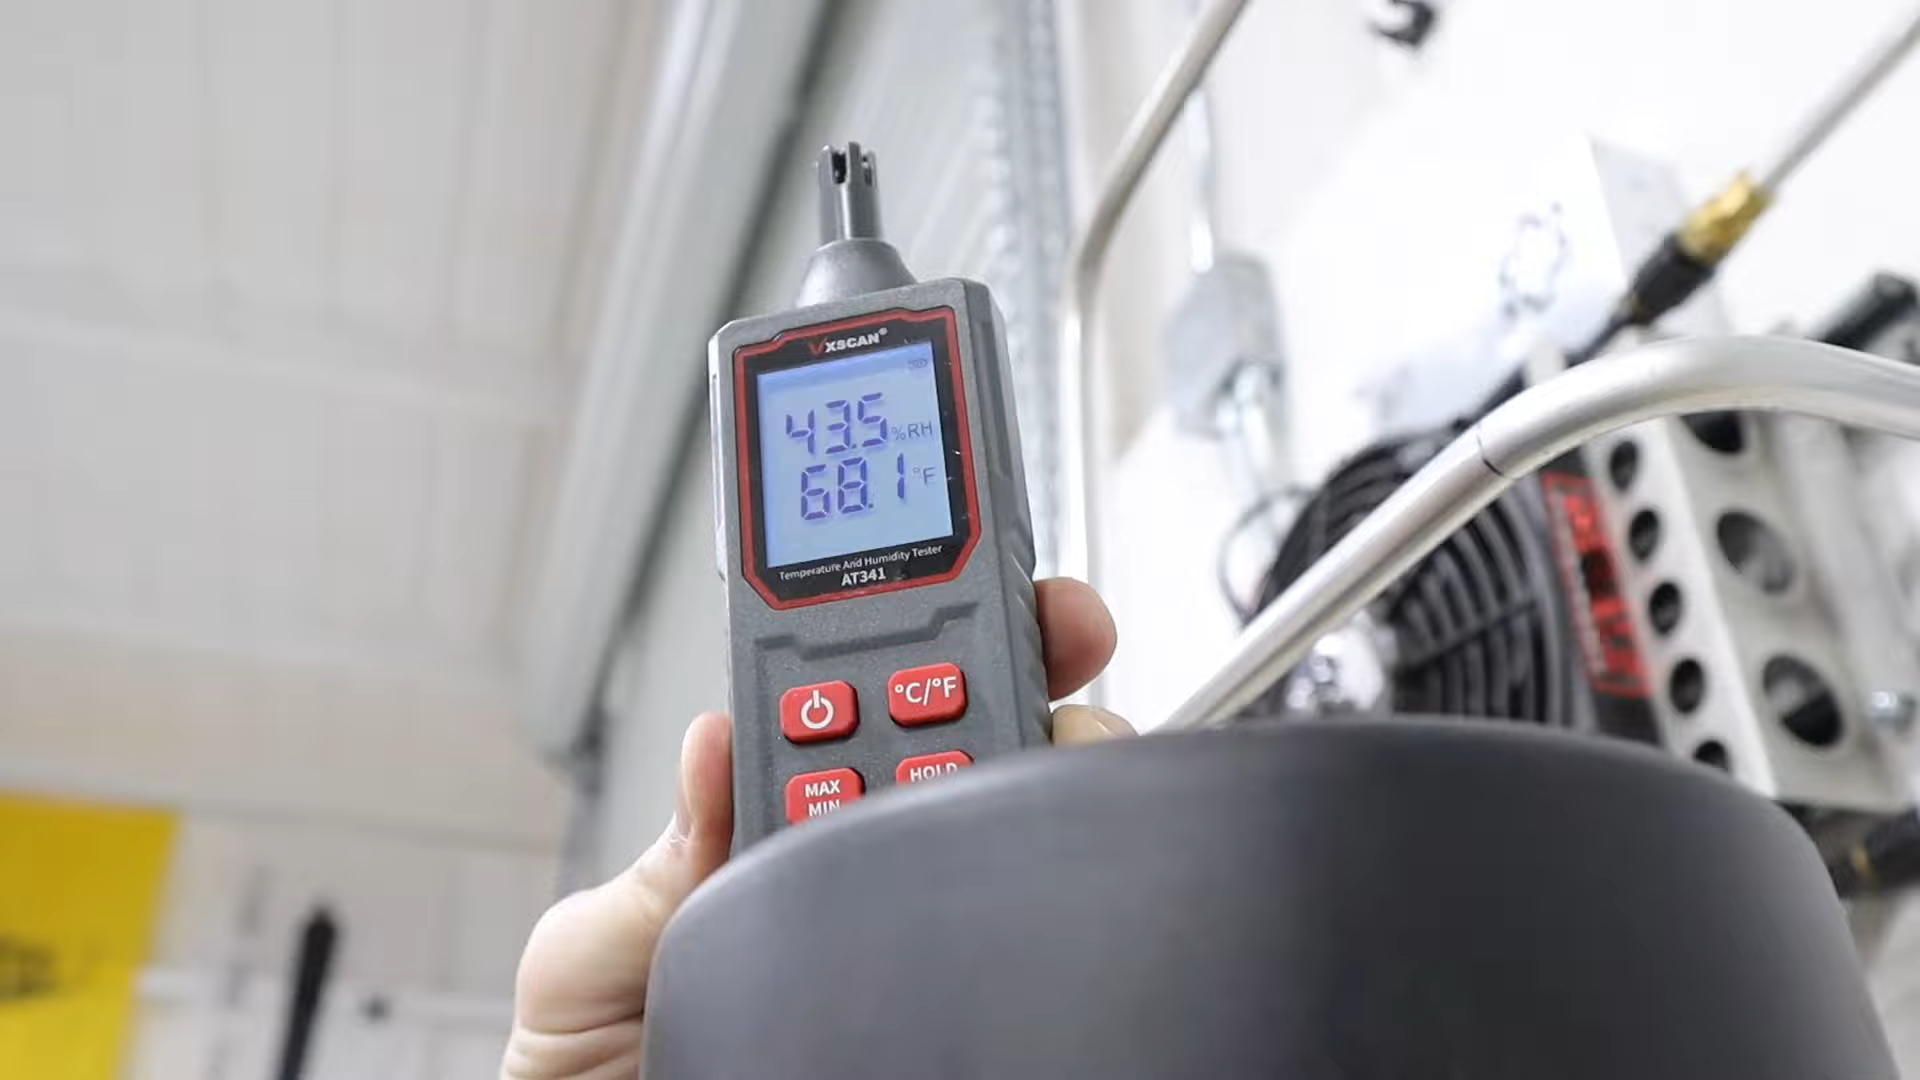 VXSCAN®
43.5 %RH
68.1 °F
Temperature And Humidity Tester
AT341
°C/°F
MAX HOLD
MIN